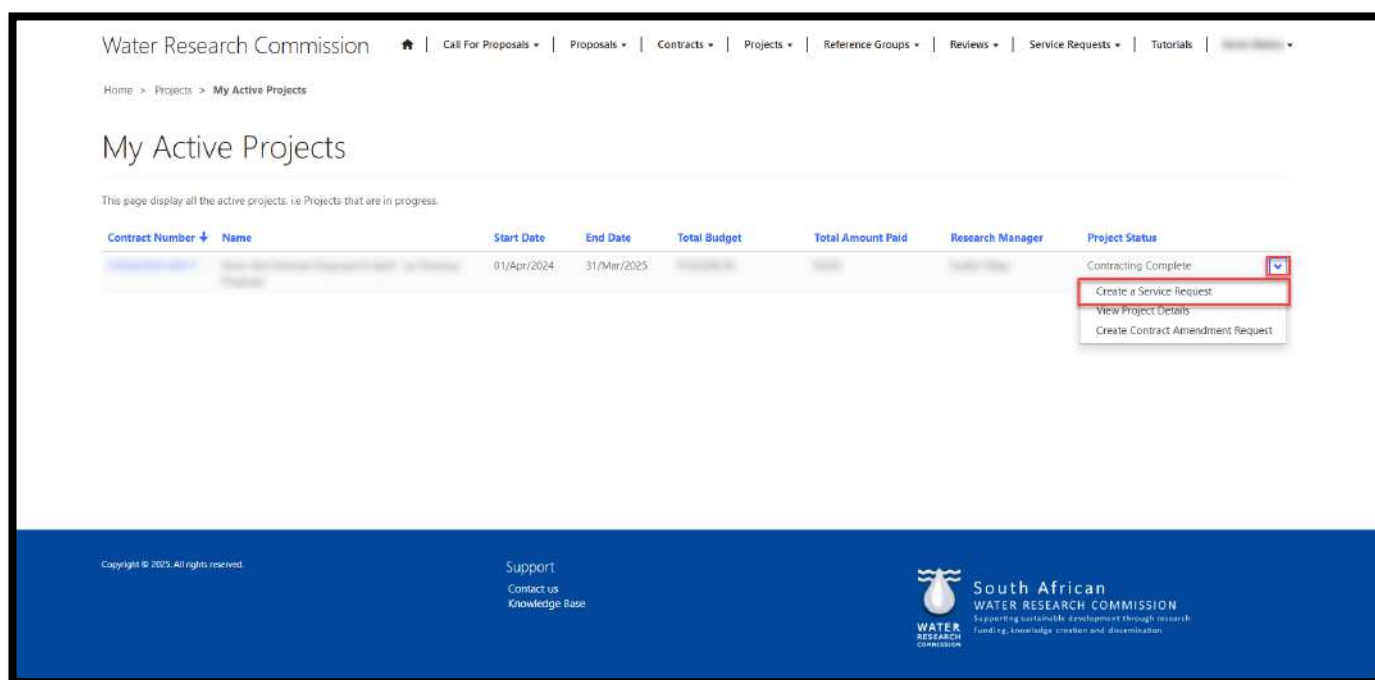 Water Research Commission | Call For Proposals | Proposals | Contracts | Projects | Reference Groups | Reviews | Service Requests | Tutorials |
Home > Projects > My Active Projects
My Active Projects
This page display all the active projects. i.e Projects that are in progress.
Contract Number Name Start Date End Date Total Budget Total Amount Paid Research Manager Project Status
01/Apr/2024 31/Mar/2025 Contracting Complete
Create a Service Request
View Project Details
Create Contract Amendment Request
Copyright © 2025. All rights reserved.
Support
Contact us
Knowledge Base
WATER
RESEARCH
COMMISSION
South African
WATER RESEARCH COMMISSION
Supporting sustainable development through research
funding, knowledge creation and dissemination